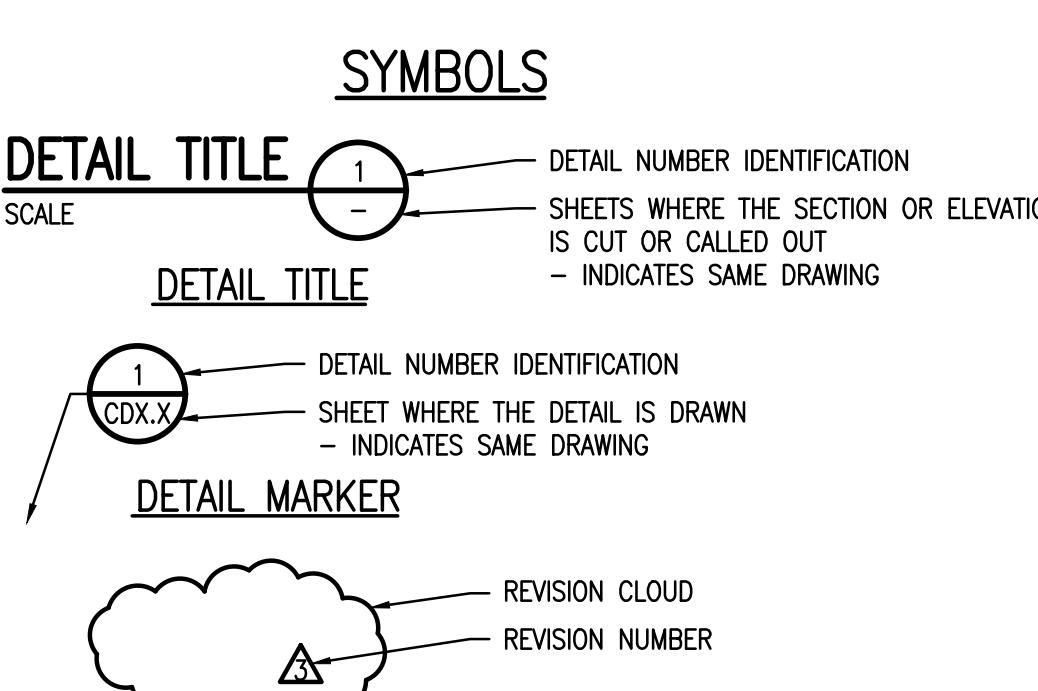 SYMBOLS
DETAIL TITLE
1
–
SCALE
DETAIL NUMBER IDENTIFICATION
SHEETS WHERE THE SECTION OR
IS CUT OR CALLED OUT
– INDICATES SAME DRAWING
DETAIL TITLE
1
CDX.X
DETAIL NUMBER IDENTIFICATION
SHEET WHERE THE DETAIL IS DRAWN
– INDICATES SAME DRAWING
DETAIL MARKER
REVISION CLOUD
REVISION NUMBER
3